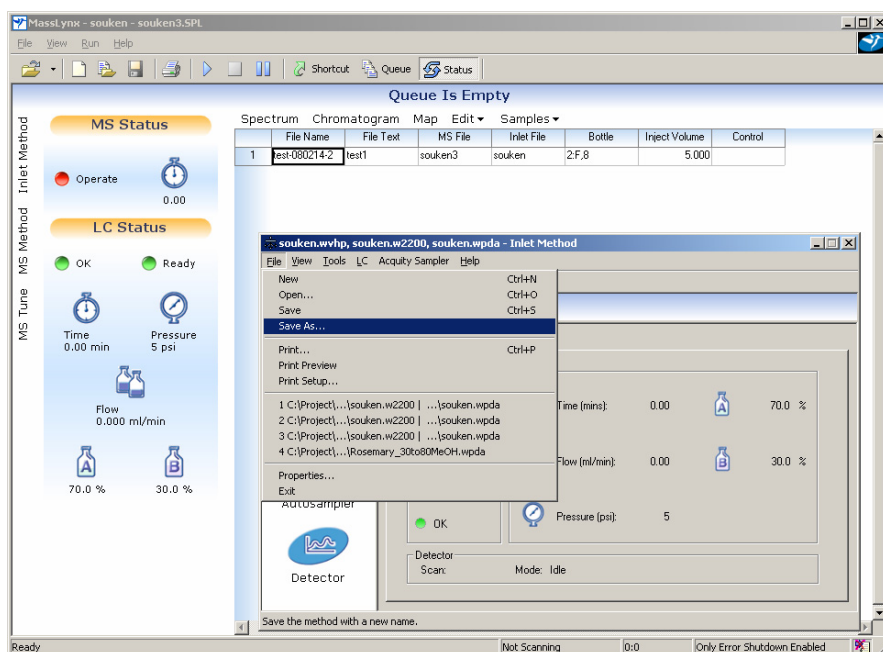 MassLynx - souken - souken3.SPL
File View Run Help
Shortcut Queue Status
Queue Is Empty
Inlet Method
MS Method
MS Tune
MS Status
Operate
0.00
LC Status
OK Ready
Time
0.00 min
Pressure
5 psi
Flow
0.000 ml/min
A B
70.0 % 30.0 %
Spectrum Chromatogram Map Edit Samples
File Name File Text MS File Inlet File Bottle Inject Volume Control
1 test-080214-2 test1 souken3 souken 2:F,8 5.000
souken.wvhp, souken.w2200, souken.wpda - Inlet Method
File View Tools LC Acquity Sampler Help
New Ctrl+N
Open... Ctrl+O
Save Ctrl+S
Save As...
Print... Ctrl+P
Print Preview
Print Setup...
1 C:\Project\...\souken.w2200 | ...\souken.wpda
2 C:\Project\...\souken.w2200 | ...\souken.wpda
3 C:\Project\...\souken.w2200 | ...\souken.wpda
4 C:\Project\...\Rosemary_30to80MeOH.wpda
Properties...
Exit
Time (mins): 0.00 A 70.0 %
Flow (ml/min): 0.00 B 30.0 %
Pressure (psi): 5
Autosampler
OK
Detector
Detector
Scan: Mode: Idle
Save the method with a new name.
Ready Not Scanning 0:0 Only Error Shutdown Enabled